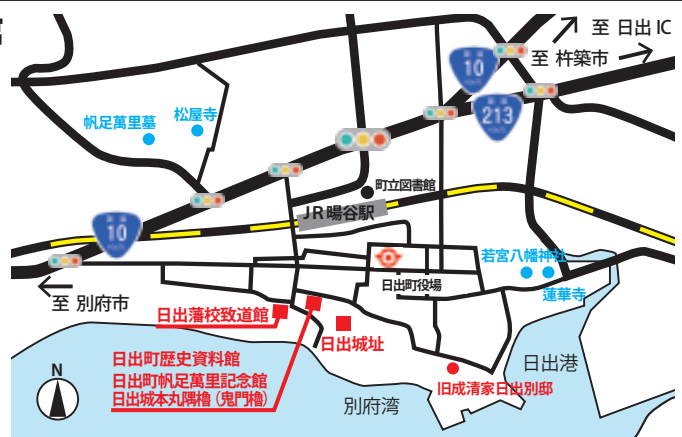 至 日出 IC
至 杵築市
10
213
松屋寺
帆足萬里墓
町立図書館
JR暘谷駅
10
若宮八幡神社
蓮華寺
日出町役場
至 別府市
日出藩校致道館
日出城址
日出町歴史資料館
日出町帆足萬里記念館
日出城本丸隅櫓（鬼門櫓）
旧成清家日出別邸
日出港
別府湾
N